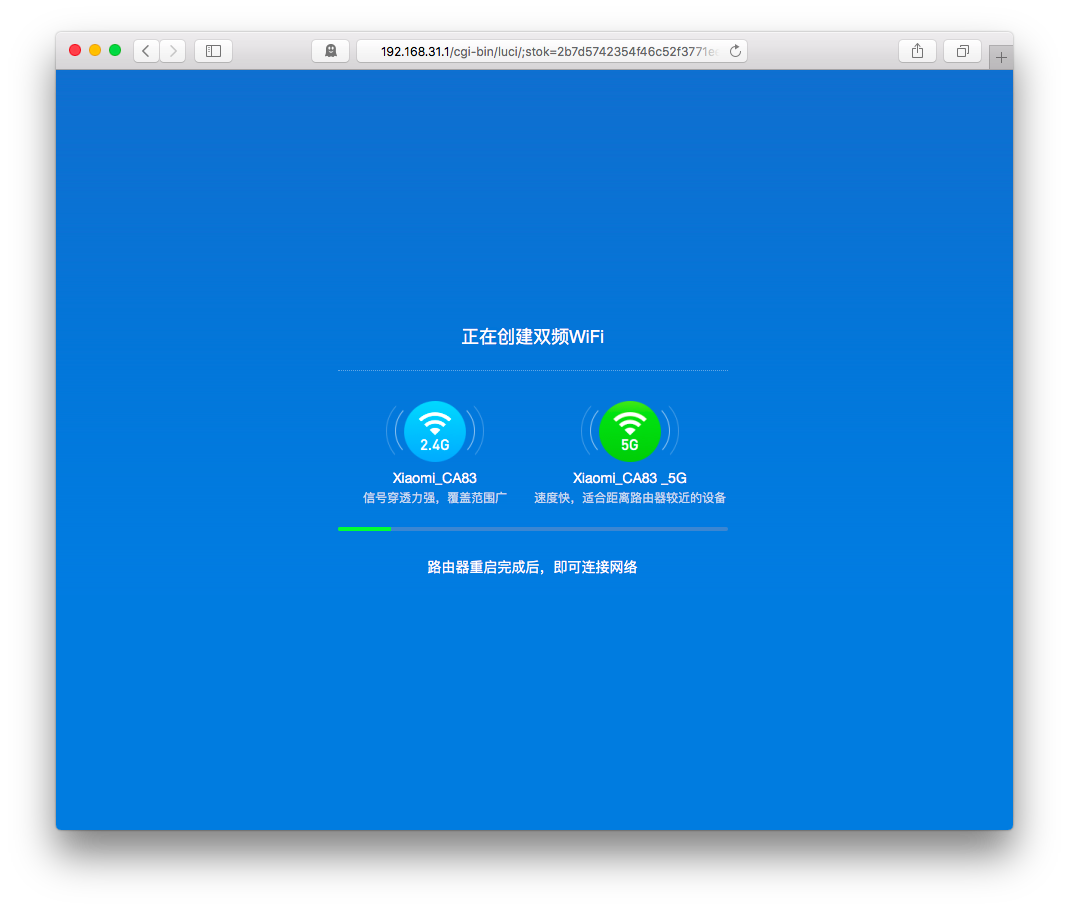 192.168.31.1/cgi-bin/luci/;stok=2b7d5742354f46c52f3771e
正在创建双频WiFi
2.4G
5G
Xiaomi_CA83
Xiaomi_CA83 _5G
信号穿透力强，覆盖范围广
速度快，适合距离路由器较近的设备
路由器重启完成后，即可连接网络